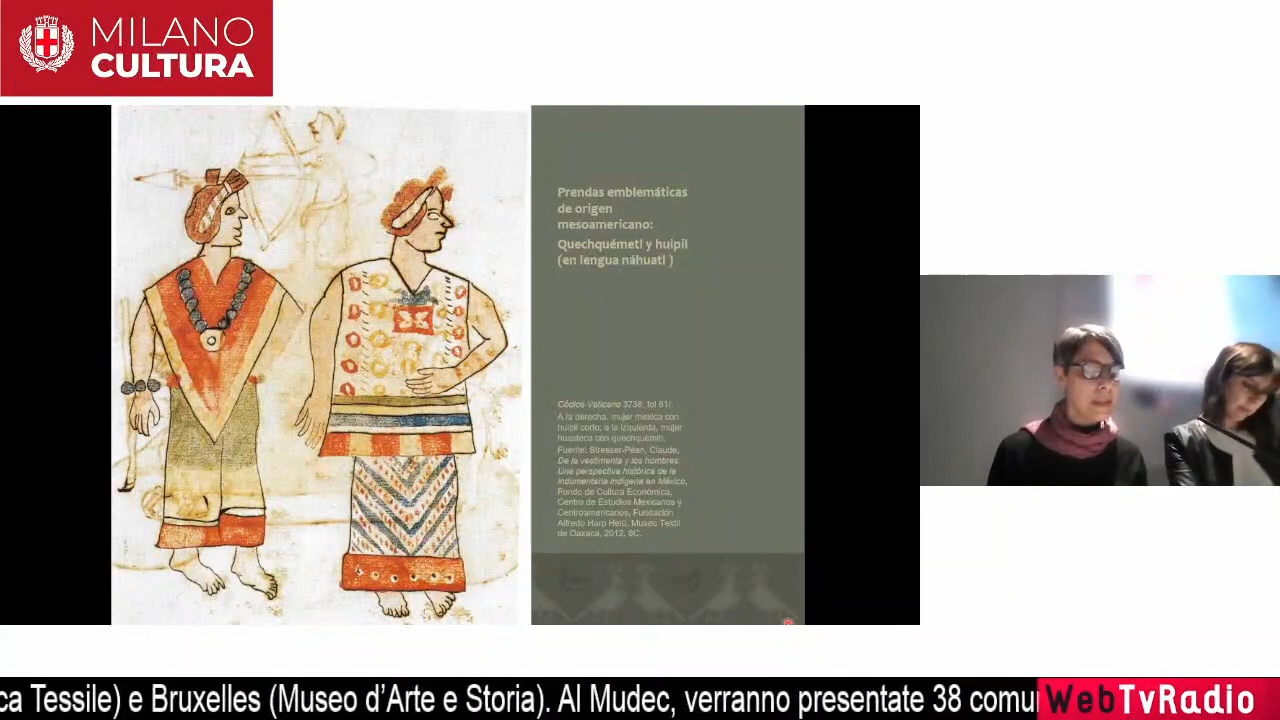 MILANO
CULTURA
Prendas emblemáticas
de origen
mesoamericano:
Quechquémetl y huipil
(en lengua náhuatl )
Códice Vaticano 3738, fol 61r.
A la derecha, mujer mexica con
huipil corto; a la izquierda, mujer
huasteca con quechquémitl.
Fuente: Stresser-Péan, Claude,
De la vestimenta y los hombres.
Una perspectiva histórica de la
indumentaria indígena en México,
Fondo de Cultura Económica,
Centro de Estudios Mexicanos y
Centroamericanos, Fundación
Alfredo Harp Helú, Museo Textil
de Oaxaca, 2012, 6C.
ca Tessile) e Bruxelles (Museo d'Arte e Storia). Al Mudec, verranno presentate 38 comu
WebTvRadio